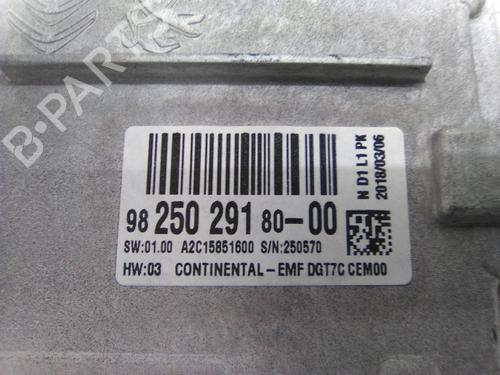 B-PARTS
98 250 291 80-00
SW:01.00 A2C15851600 S/N:250570
HW:03 CONTINENTAL-EMF DGT7C CEM00
N D1 L1 PK
2018/03/06